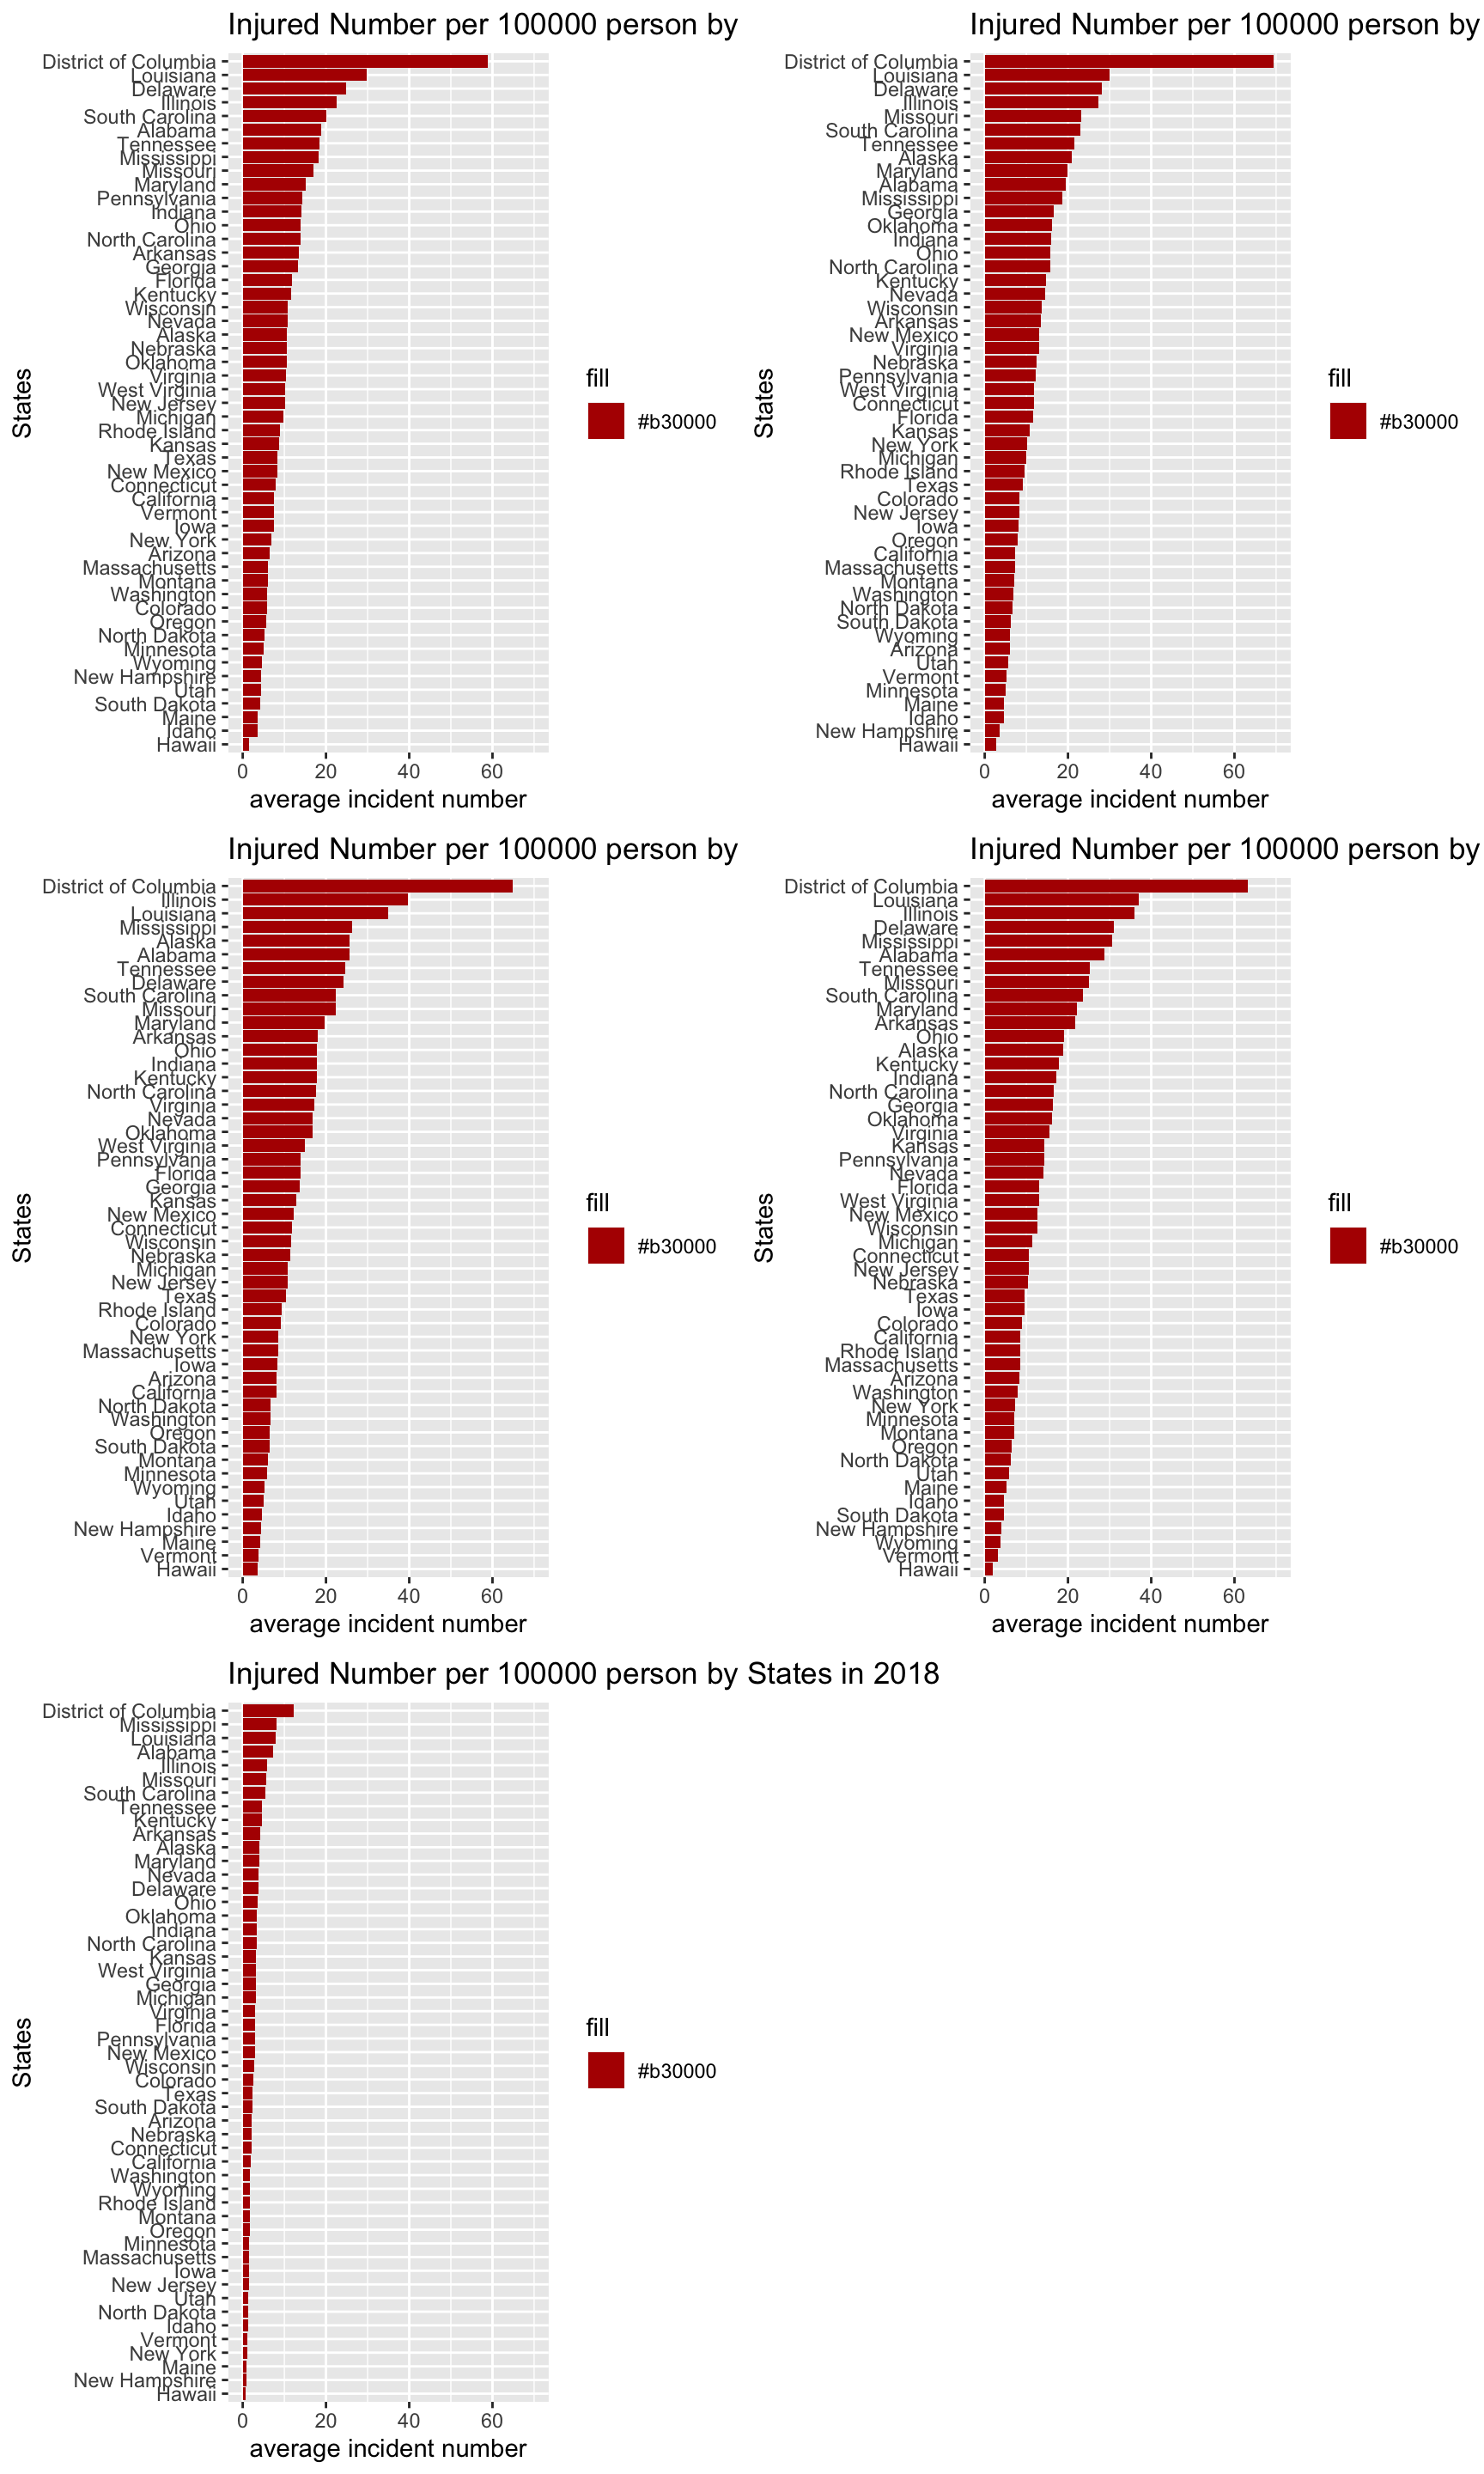 Injured Number per 100000 person by
District of Columbia
Louisiana
Delaware
Illinois
South Carolina
Alabama
Tennessee
Mississippi
Missouri
Maryland
Pennsylvania
Indiana
Ohio
North Carolina
Arkansas
Georgia
Florida
Kentucky
Wisconsin
Nevada
Alaska
Nebraska
Oklahoma
Virginia
West Virginia
New Jersey
Michigan
Rhode Island
Kansas
Texas
New Mexico
Connecticut
California
Vermont
Iowa
New York
Arizona
Massachusetts
Montana
Washington
Colorado
Oregon
North Dakota
Minnesota
Wyoming
New Hampshire
Utah
South Dakota
Maine
Idaho
Hawaii
States
0 20 40 60
average incident number
fill
#b30000
Injured Number per 100000 person by
District of Columbia
Louisiana
Delaware
Illinois
Missouri
South Carolina
Tennessee
Alaska
Maryland
Alabama
Mississippi
Georgia
Oklahoma
Indiana
Ohio
North Carolina
Kentucky
Nevada
Wisconsin
Arkansas
New Mexico
Virginia
Nebraska
Pennsylvania
West Virginia
Connecticut
Florida
Kansas
New York
Michigan
Rhode Island
Texas
Colorado
New Jersey
Iowa
Oregon
California
Massachusetts
Montana
Washington
North Dakota
South Dakota
Wyoming
Arizona
Utah
Vermont
Minnesota
Maine
Idaho
New Hampshire
Hawaii
States
0 20 40 60
average incident number
fill
#b30000
Injured Number per 100000 person by
District of Columbia
Illinois
Louisiana
Mississippi
Alaska
Alabama
Tennessee
Delaware
South Carolina
Missouri
Maryland
Arkansas
Ohio
Indiana
Kentucky
North Carolina
Virginia
Nevada
Oklahoma
West Virginia
Pennsylvania
Florida
Georgia
Kansas
New Mexico
Connecticut
Wisconsin
Nebraska
Michigan
New Jersey
Texas
Rhode Island
Colorado
New York
Massachusetts
Iowa
Arizona
California
North Dakota
Washington
Oregon
South Dakota
Montana
Minnesota
Wyoming
Utah
Idaho
New Hampshire
Maine
Vermont
Hawaii
States
0 20 40 60
average incident number
fill
#b30000
Injured Number per 100000 person by
District of Columbia
Louisiana
Illinois
Delaware
Mississippi
Alabama
Tennessee
Missouri
South Carolina
Maryland
Arkansas
Ohio
Alaska
Kentucky
Indiana
North Carolina
Georgia
Oklahoma
Virginia
Kansas
Pennsylvania
Nevada
Florida
West Virginia
New Mexico
Wisconsin
Michigan
Connecticut
New Jersey
Nebraska
Texas
Iowa
Colorado
California
Rhode Island
Massachusetts
Arizona
Washington
New York
Minnesota
Montana
Oregon
North Dakota
Utah
Maine
Idaho
South Dakota
New Hampshire
Wyoming
Vermont
Hawaii
States
0 20 40 60
average incident number
fill
#b30000
Injured Number per 100000 person by States in 2018
District of Columbia
Mississippi
Louisiana
Alabama
Illinois
Missouri
South Carolina
Tennessee
Kentucky
Arkansas
Alaska
Maryland
Nevada
Delaware
Ohio
Oklahoma
Indiana
North Carolina
Kansas
West Virginia
Georgia
Michigan
Virginia
Florida
Pennsylvania
New Mexico
Wisconsin
Colorado
Texas
South Dakota
Arizona
Nebraska
Connecticut
California
Washington
Wyoming
Rhode Island
Montana
Oregon
Minnesota
Massachusetts
Iowa
New Jersey
Utah
North Dakota
Idaho
Vermont
New York
Maine
New Hampshire
Hawaii
States
0 20 40 60
average incident number
fill
#b30000